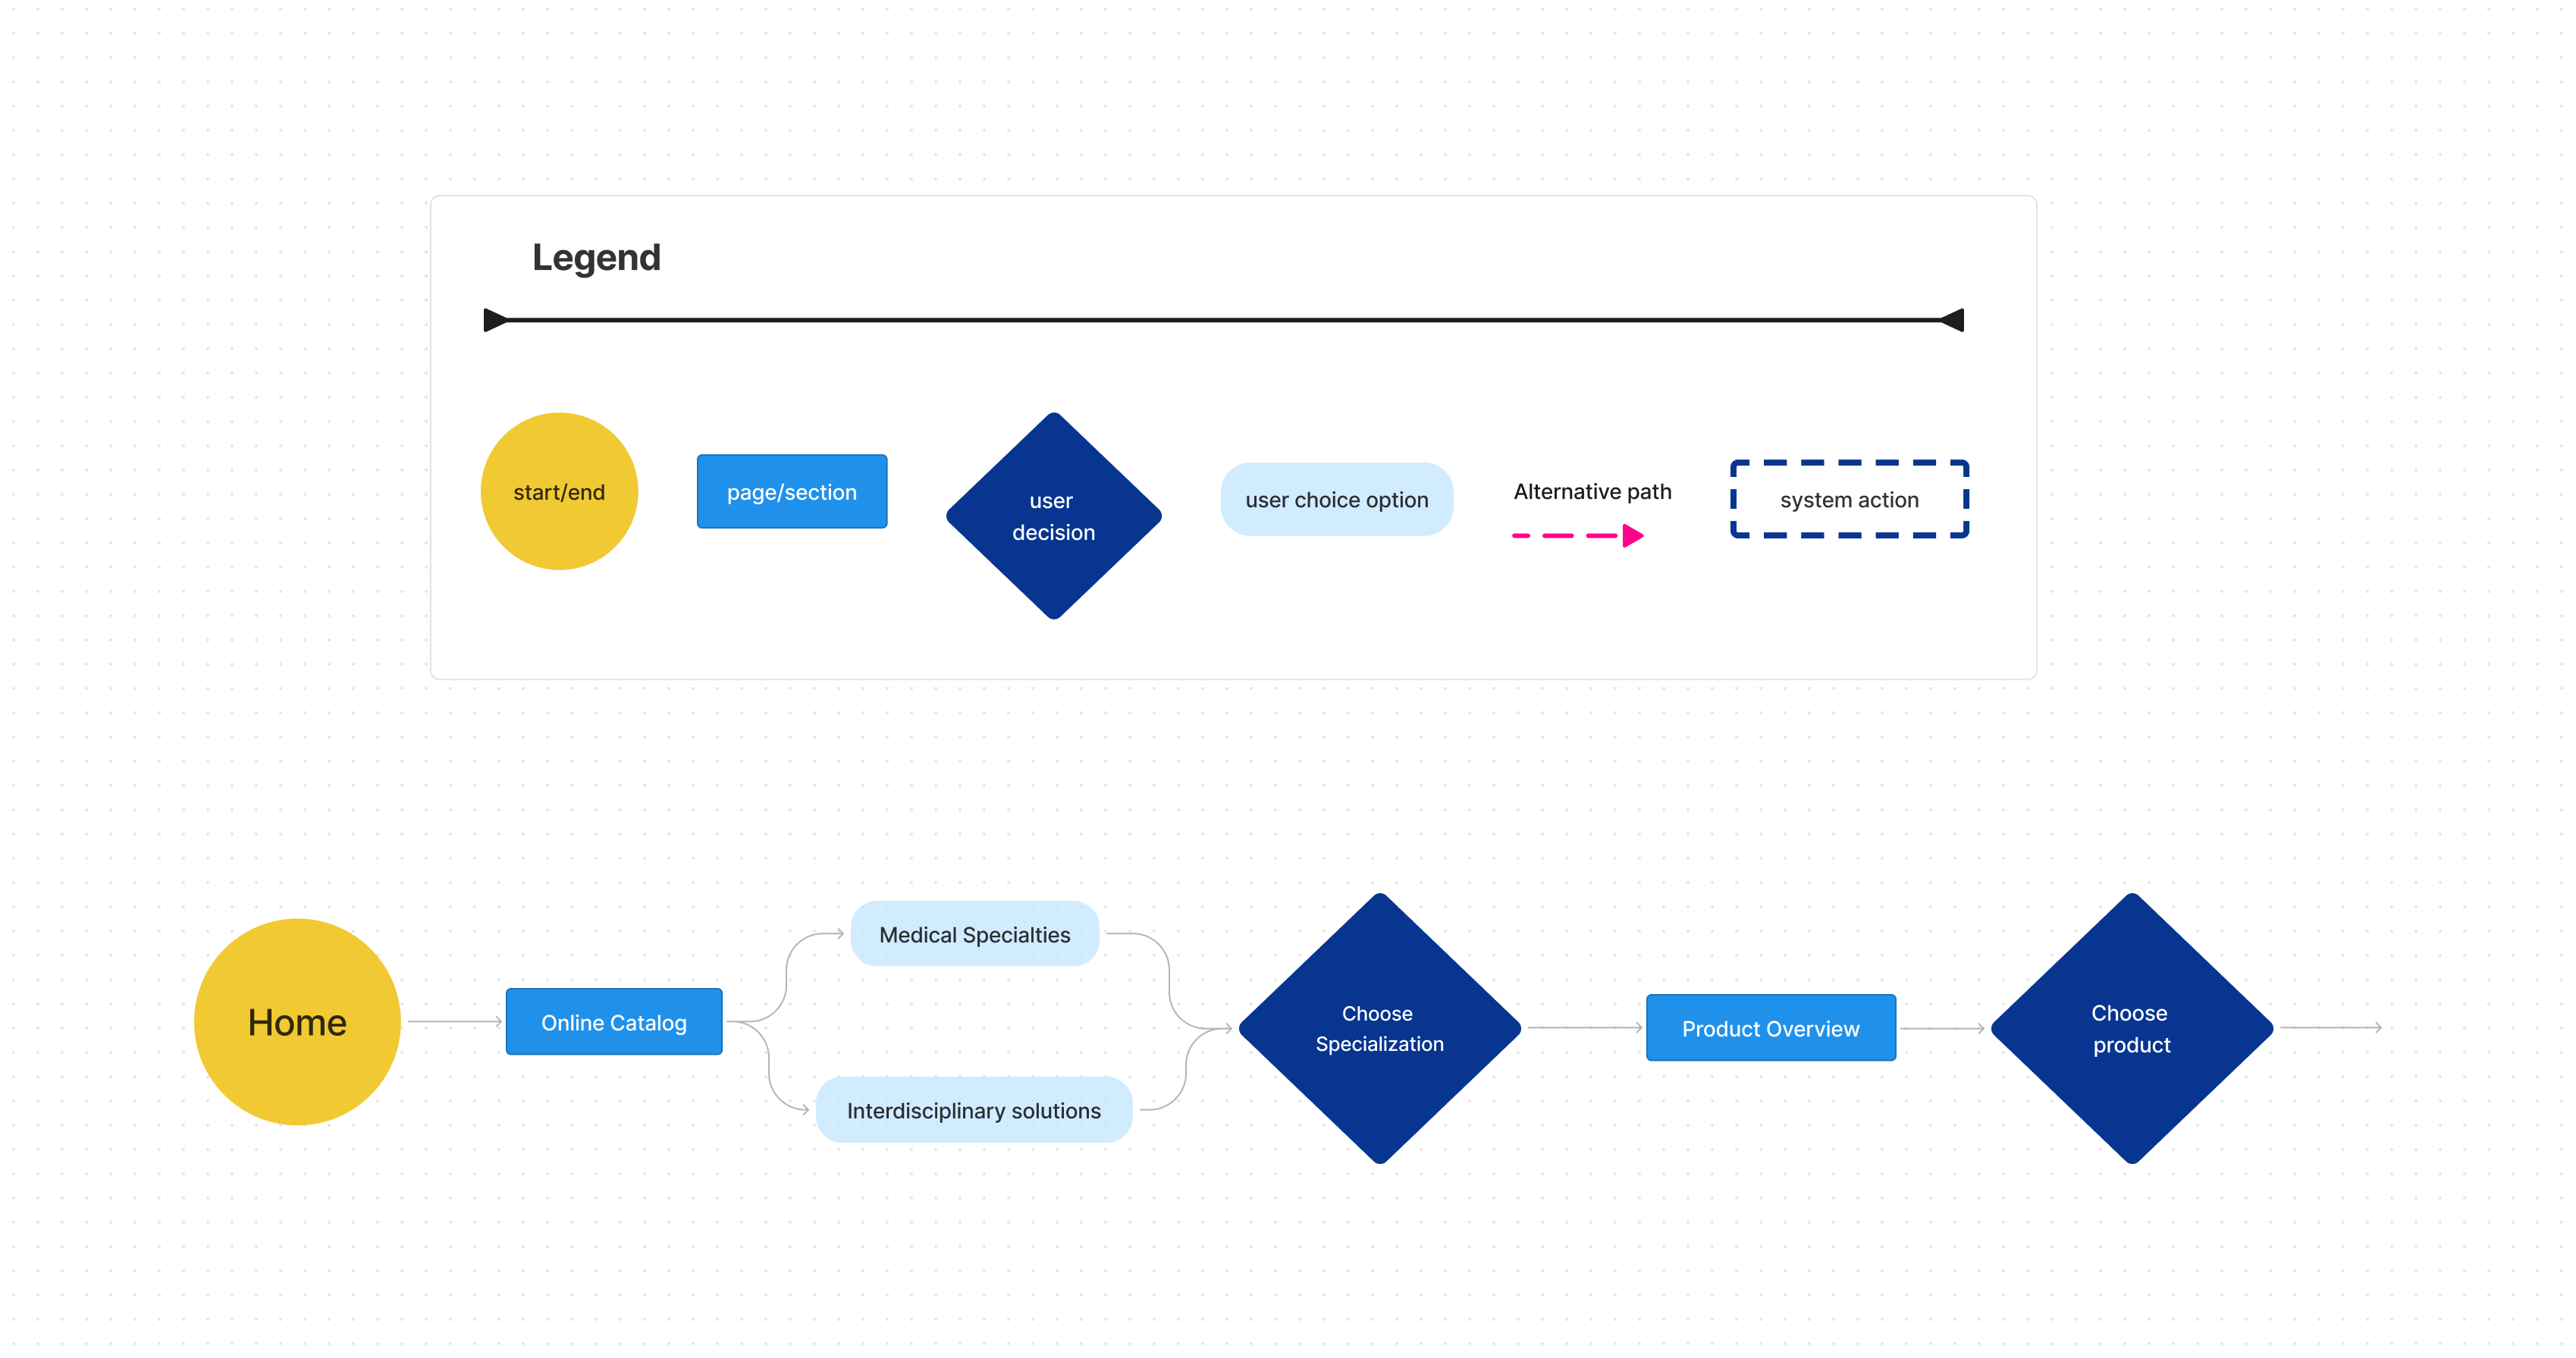 Legend
start/end
page/section
user
decision
user choice option
Alternative path
system action
Home
Online Catalog
Medical Specialties
Interdisciplinary solutions
Choose
Specialization
Product Overview
Choose
product